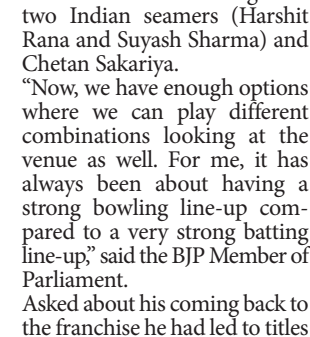 two Indian seamers (Harshit
Rana and Suyash Sharma) and
Chetan Sakariya.
“Now, we have enough options
where we can play different
combinations looking at the
venue as well. For me, it has
always been about having a
strong bowling line-up com-
pared to a very strong batting
line-up,” said the BJP Member of
Parliament.
Asked about his coming back to
the franchise he had led to titles